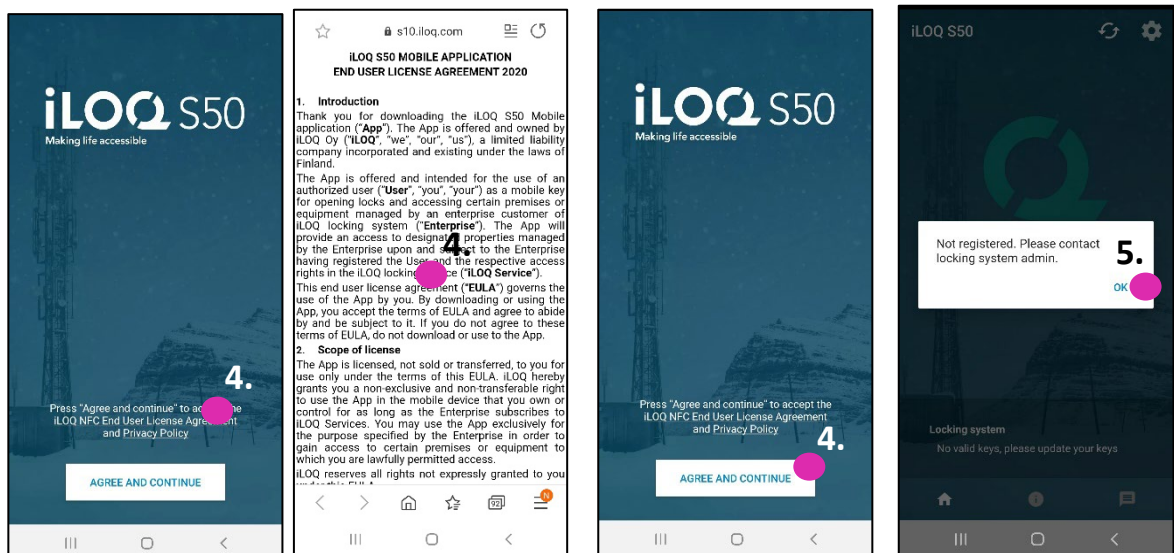 iLOQ S50
Making life accessible
4.
Press "Agree and continue" to the
iLOQ NFC End User License
and Privacy Policy
AGREE AND CONTINUE
s10.iloq.com
iLOQ S50 MOBILE APPLICATION
END USER LICENSE AGREEMENT 2020
1. Introduction
Thank you for downloading the iLOQ S50 Mobile
application ("App"). The App is offered and owned by
iLOQ Oy ("iLOQ", "we", "our", "us"), a limited liability
company incorporated and existing under the laws of
Finland.
The App is offered and intended for the use of an
authorized user ("User", "you", "your") as a mobile key
for opening locks and accessing certain premises or
equipment managed by an enterprise customer of
iLOQ locking system ("Enterprise"). The App will
provide an access to designated properties managed
4.
by the Enterprise upon and subject to the Enterprise
having registered the User and the respective access
rights in the iLOQ locking ("iLOQ Service").
This end user license agreement ("EULA") governs the
use of the App by you. By downloading or using the
App, you accept the terms of EULA and agree to abide
by and be subject to it. If you do not agree to these
terms of EULA, do not download or use to the App.
2. Scope of license
The App is licensed, not sold or transferred, to you for
use only under the terms of this EULA. iLOQ hereby
grants you a non-exclusive and non-transferable right
to use the App in the mobile device that you own or
control for as long as the Enterprise subscribes to
iLOQ Services. You may use the App exclusively for
the purpose specified by the Enterprise in order to
gain access to certain premises or equipment to
which you are lawfully permitted access.
iLOQ reserves all rights not expressly granted to you
92
N
iLOQ S50
Making life accessible
Press "Agree and continue" to accept the
iLOQ NFC End User License Agreement
and Privacy Policy
4.
AGREE AND CONTINUE
iLOQ S50
Not registered. Please contact
locking system admin.
5.
OK
Locking system
No valid keys, please update your keys